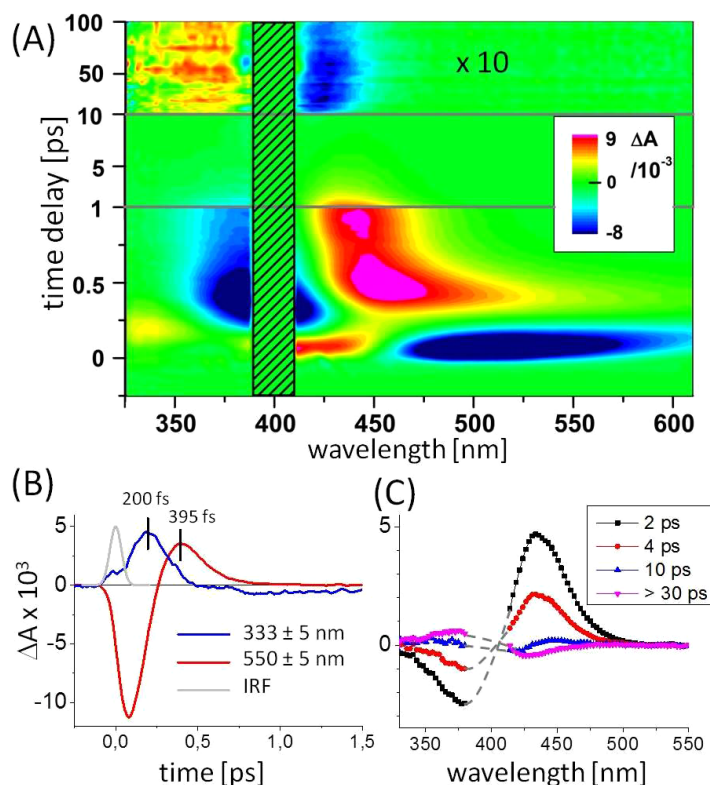 (A)
100
50
10
5
1
0.5
0
time delay [ps]
x 10
9 ΔA
/10⁻³
0
-8
350 400 450 500 550 600
wavelength [nm]
(B)
200 fs
395 fs
5
0
-5
-10
ΔA x 10³
333 ± 5 nm
550 ± 5 nm
IRF
0,0 0,5 1,0 1,5
time [ps]
(C)
5
0
2 ps
4 ps
10 ps
> 30 ps
350 400 450 500 550
wavelength [nm]